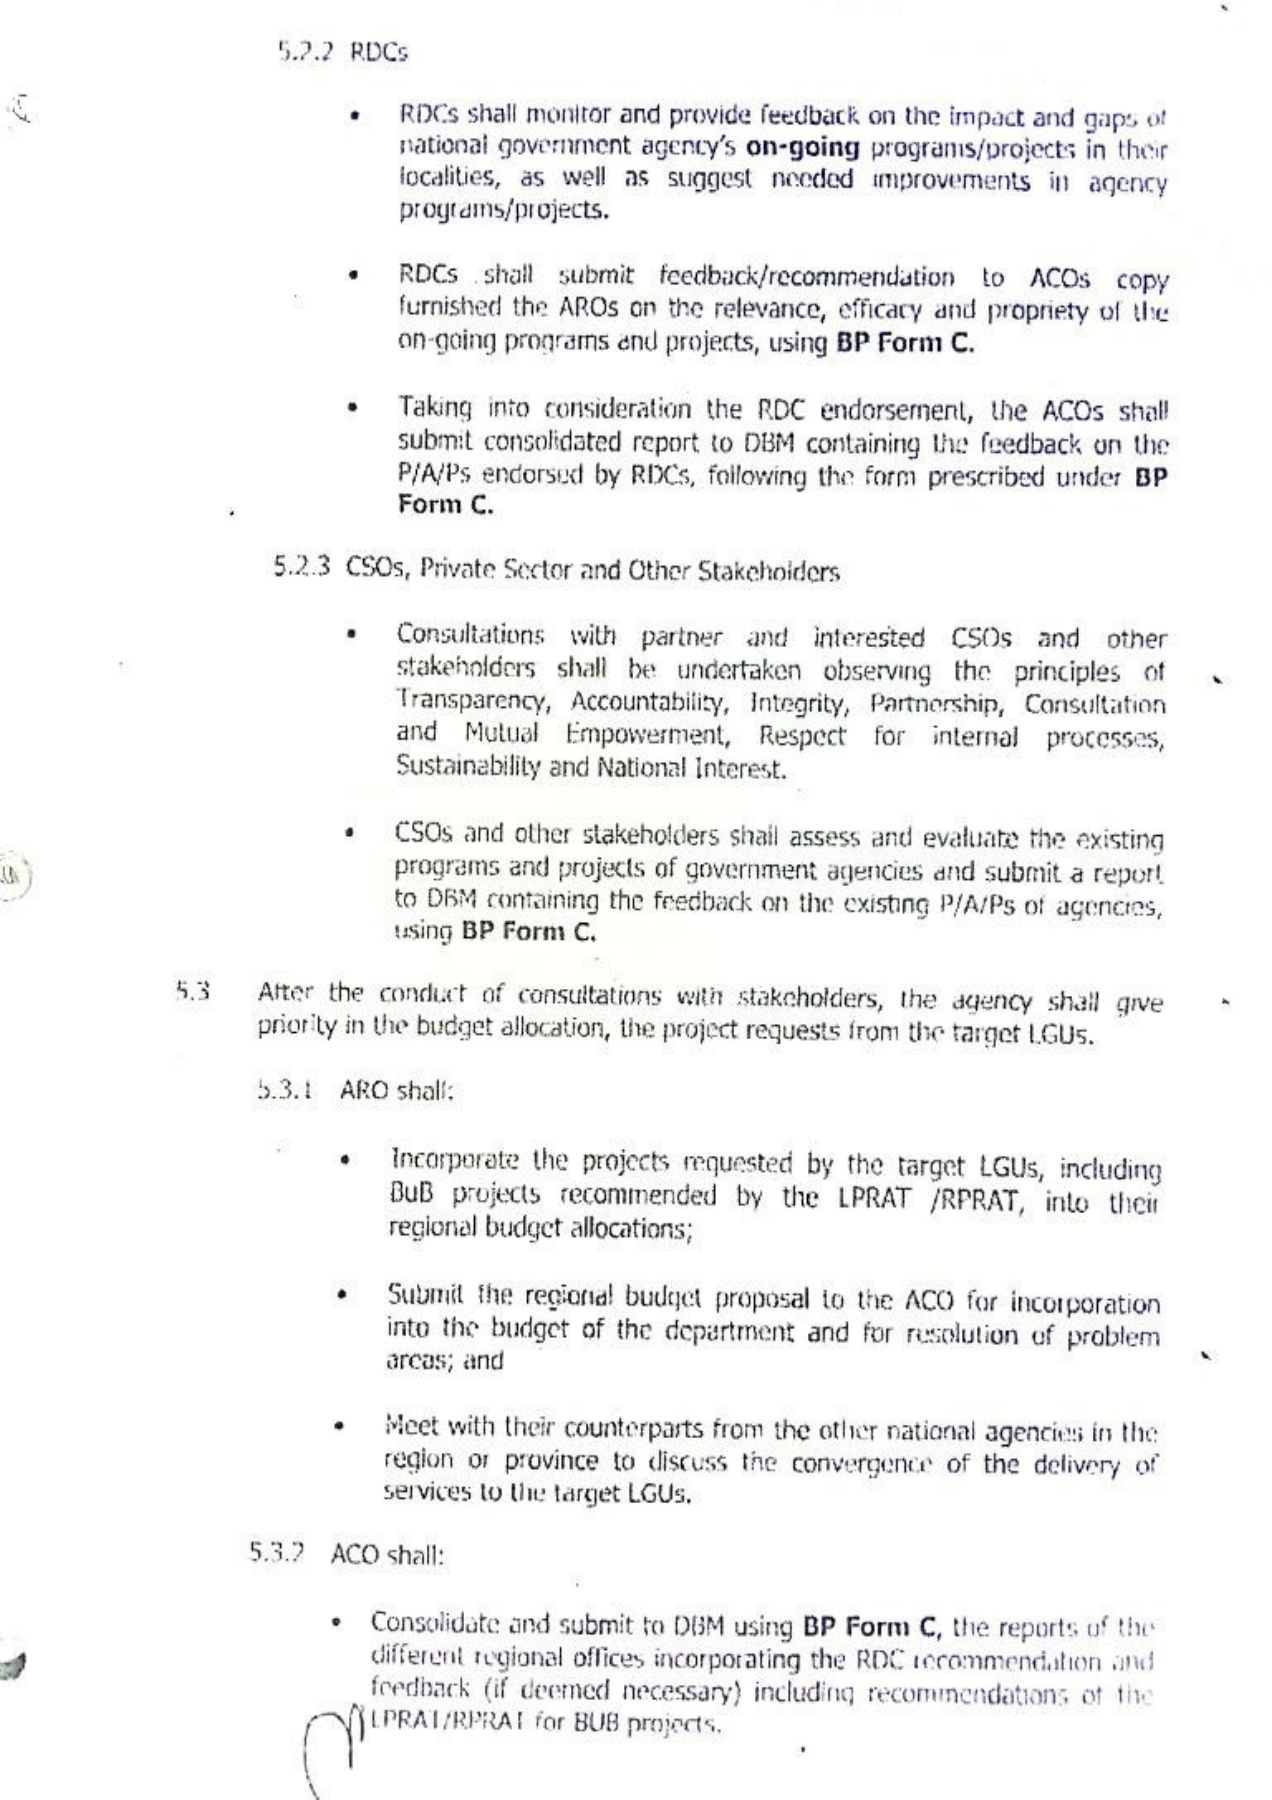 5.2.2 RDCs
• RDCs shall monitor and provide feedback on the impact and gaps of
national government agency's on-going programs/projects in their
localities, as well as suggest needed improvements in agency
programs/projects.
• RDCs shall submit feedback/recommendation to ACOs copy
furnished the AROs on the relevance, efficacy and propriety of the
on-going programs and projects, using BP Form C.
• Taking into consideration the RDC endorsement, the ACOs shall
submit consolidated report to DBM containing the feedback on the
P/A/Ps endorsed by RDCs, following the form prescribed under BP
Form C.
5.2.3 CSOs, Private Sector and Other Stakeholders
• Consultations with partner and interested CSOs and other
stakeholders shall be undertaken observing the principles of
Transparency, Accountability, Integrity, Partnership, Consultation
and Mutual Empowerment, Respect for internal processes,
Sustainability and National Interest.
• CSOs and other stakeholders shall assess and evaluate the existing
programs and projects of government agencies and submit a report
to DBM containing the feedback on the existing P/A/Ps of agencies,
using BP Form C.
5.3 After the conduct of consultations with stakeholders, the agency shall give
priority in the budget allocation, the project requests from the target LGUs.
5.3.1 ARO shall:
• Incorporate the projects requested by the target LGUs, including
BuB projects recommended by the LPRAT /RPRAT, into their
regional budget allocations;
• Submit the regional budget proposal to the ACO for incorporation
into the budget of the department and for resolution of problem
areas; and
• Meet with their counterparts from the other national agencies in the
region or province to discuss the convergence of the delivery of
services to the target LGUs.
5.3.2 ACO shall:
• Consolidate and submit to DBM using BP Form C, the reports of the
different regional offices incorporating the RDC recommendation and
feedback (if deemed necessary) including recommendations of the
LPRAT/RPRAT for BUB projects.